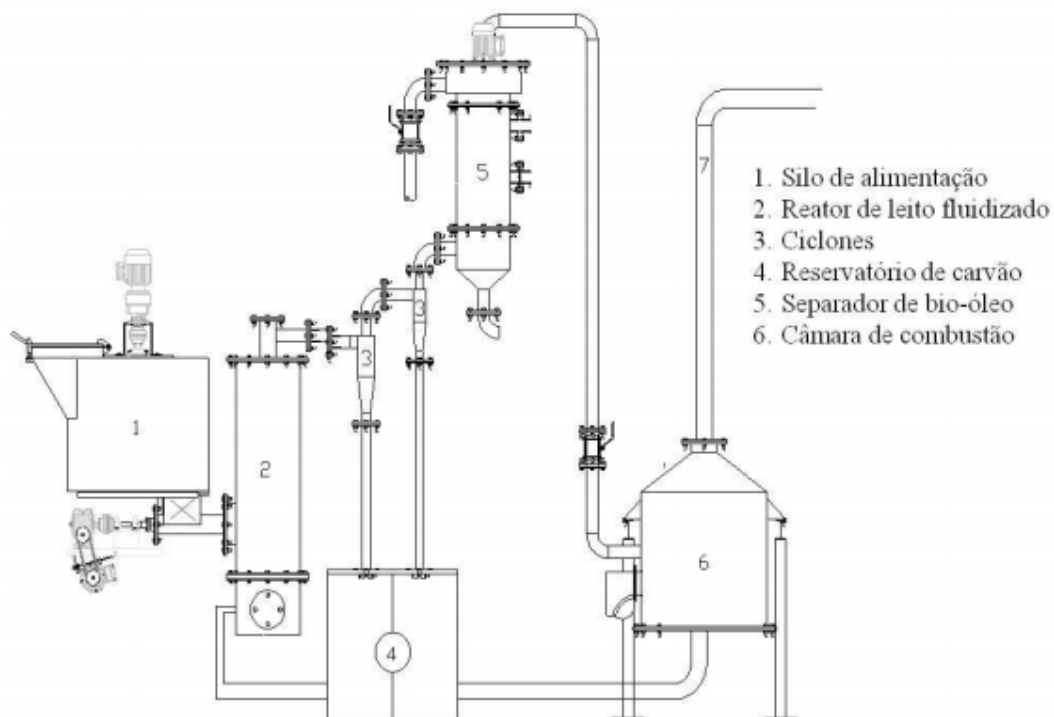 5
7
1. Silo de alimentação
2. Reator de leito fluidizado
3. Ciclones
4. Reservatório de carvão
5. Separador de bio-óleo
6. Câmara de combustão
3
3
1
2
6
4